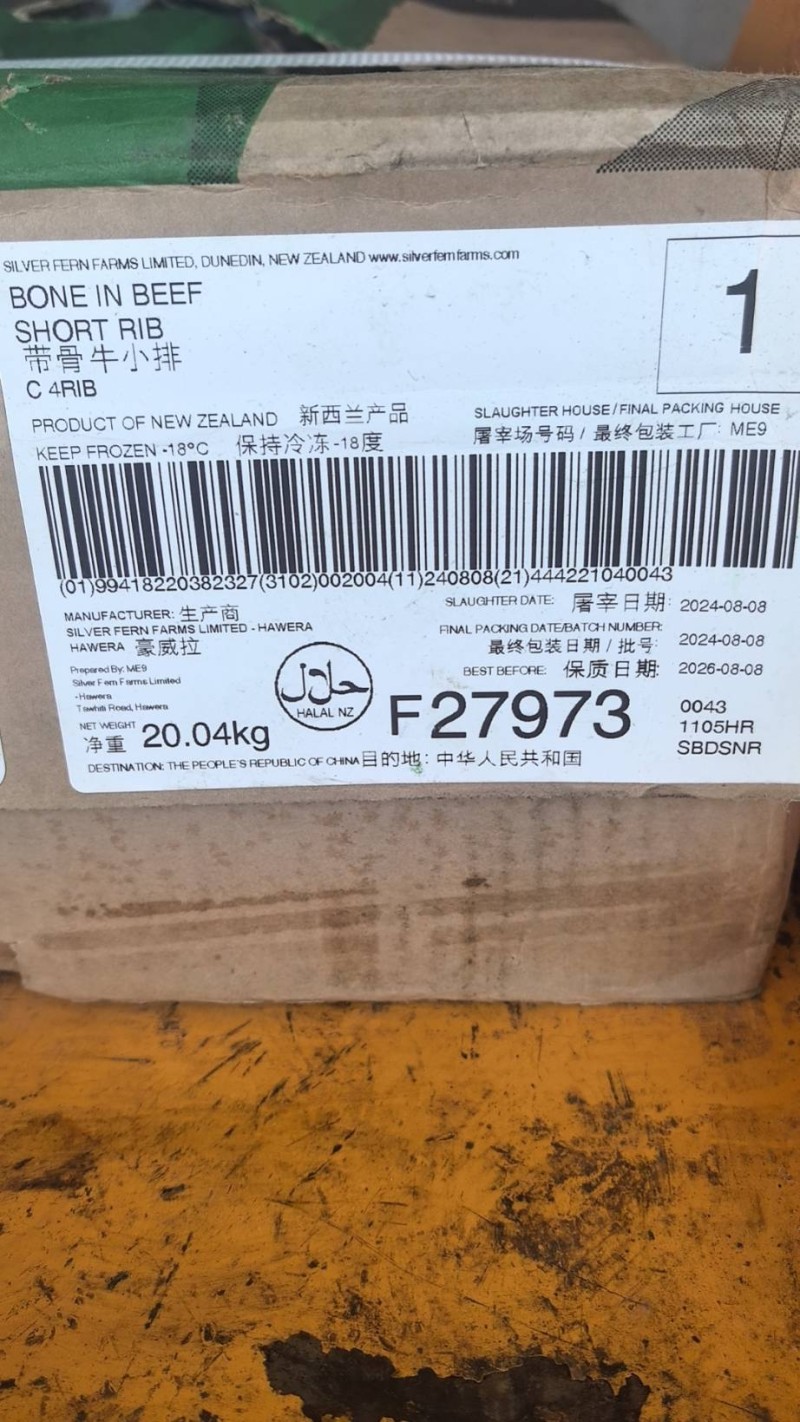 SILVER FERN FARMS LIMITED, DUNEDIN, NEW ZEALAND www.silverfernfarms.com
BONE IN BEEF
SHORT RIB
带骨牛小排
C 4RIB
1
PRODUCT OF NEW ZEALAND 新西兰产品
KEEP FROZEN -18°C 保持冷冻-18度
SLAUGHTER HOUSE/FINAL PACKING HOUSE
屠宰场号码 / 最终包装工厂: ME9
(01)99418220382327(3102)002004(11)240808(21)444221040043
MANUFACTURER: 生产商
SILVER FERN FARMS LIMITED - HAWERA
HAWERA 豪威拉
Prepared By: ME9
Silver Fern Farms Limited
- Hawera
Tawhiti Road, Hawera
NET WEIGHT
净重 20.04kg
حلال
HALAL NZ
SLAUGHTER DATE: 屠宰日期: 2024-08-08
FINAL PACKING DATE/BATCH NUMBER:
最终包装日期 / 批号: 2024-08-08
BEST BEFORE: 保质日期: 2026-08-08
F27973
0043
1105HR
SBDSNR
DESTINATION: THE PEOPLE'S REPUBLIC OF CHINA 目的地: 中华人民共和国